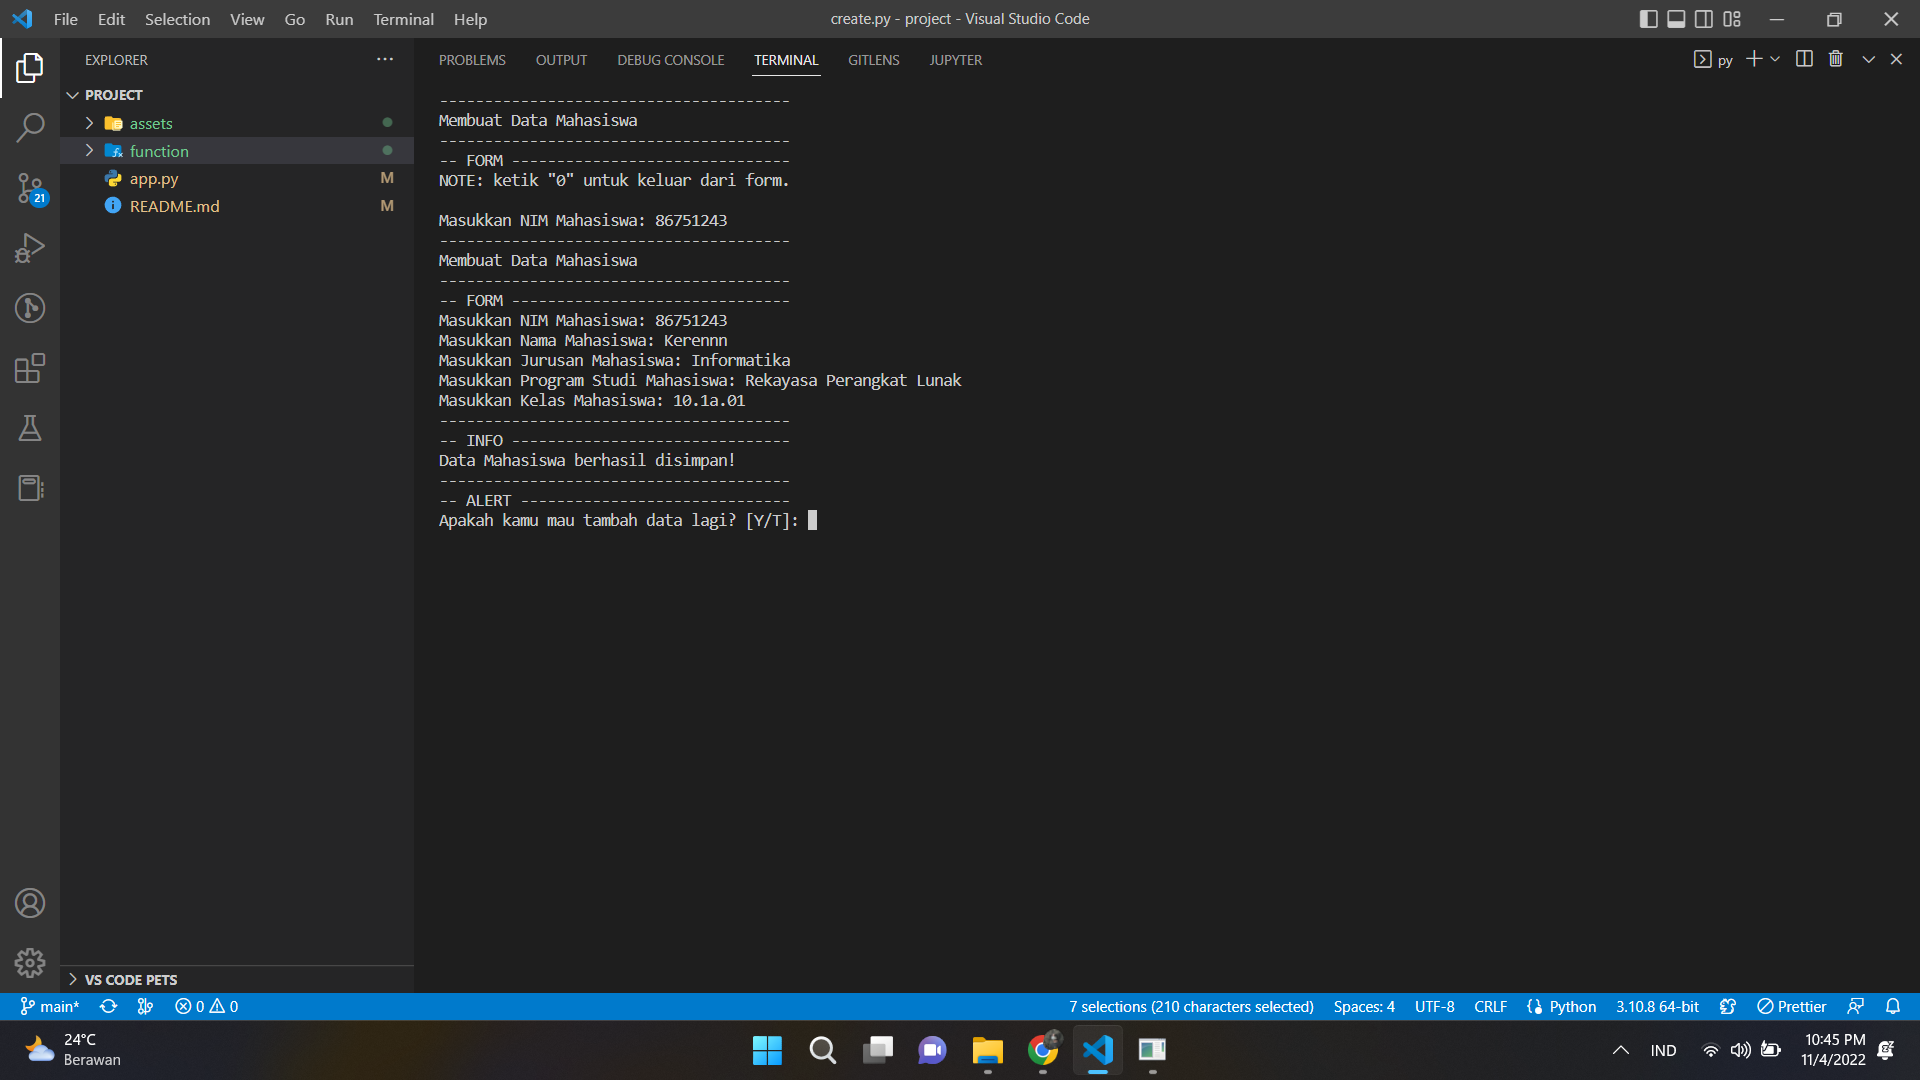 File Edit Selection View Go Run Terminal Help
create.py - project - Visual Studio Code
EXPLORER
PROJECT
assets
function
app.py M
README.md M
VS CODE PETS
21
PROBLEMS OUTPUT DEBUG CONSOLE TERMINAL GITLENS JUPYTER
py
---------------------------------------
Membuat Data Mahasiswa
---------------------------------------
-- FORM -------------------------------
NOTE: ketik "0" untuk keluar dari form.
Masukkan NIM Mahasiswa: 86751243
---------------------------------------
Membuat Data Mahasiswa
---------------------------------------
-- FORM -------------------------------
Masukkan NIM Mahasiswa: 86751243
Masukkan Nama Mahasiswa: Kerennn
Masukkan Jurusan Mahasiswa: Informatika
Masukkan Program Studi Mahasiswa: Rekayasa Perangkat Lunak
Masukkan Kelas Mahasiswa: 10.1a.01
---------------------------------------
-- INFO -------------------------------
Data Mahasiswa berhasil disimpan!
---------------------------------------
-- ALERT ------------------------------
Apakah kamu mau tambah data lagi? [Y/T]:
main* 0 0
7 selections (210 characters selected) Spaces: 4 UTF-8 CRLF Python 3.10.8 64-bit Prettier
24°C
Berawan
IND
10:45 PM
11/4/2022